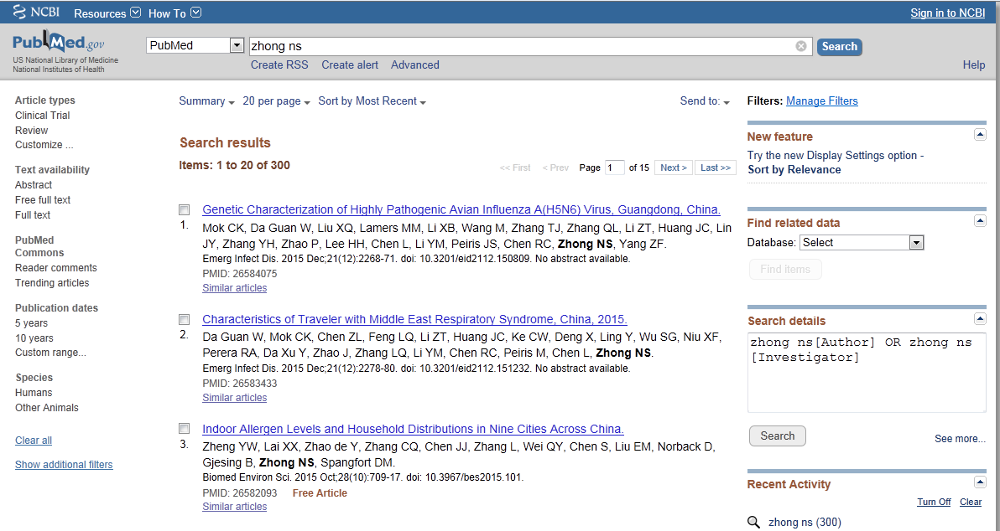 NCBI Resources How To Sign in to NCBI
PubMed.gov
US National Library of Medicine
National Institutes of Health
PubMed zhong ns Search
Create RSS Create alert Advanced Help
Article types
Clinical Trial
Review
Customize ...
Text availability
Abstract
Free full text
Full text
PubMed
Commons
Reader comments
Trending articles
Publication dates
5 years
10 years
Custom range...
Species
Humans
Other Animals
Clear all
Show additional filters
Summary 20 per page Sort by Most Recent Send to:
Search results
Items: 1 to 20 of 300
<< First < Prev Page 1 of 15 Next > Last >>
Genetic Characterization of Highly Pathogenic Avian Influenza A(H5N6) Virus, Guangdong, China.
1. Mok CK, Da Guan W, Liu XQ, Lamers MM, Li XB, Wang M, Zhang TJ, Zhang QL, Li ZT, Huang JC, Lin
JY, Zhang YH, Zhao P, Lee HH, Chen L, Li YM, Peiris JS, Chen RC, Zhong NS, Yang ZF.
Emerg Infect Dis. 2015 Dec;21(12):2268-71. doi: 10.3201/eid2112.150809. No abstract available.
PMID: 26584075
Similar articles
Characteristics of Traveler with Middle East Respiratory Syndrome, China, 2015.
2. Da Guan W, Mok CK, Chen ZL, Feng LQ, Li ZT, Huang JC, Ke CW, Deng X, Ling Y, Wu SG, Niu XF,
Perera RA, Da Xu Y, Zhao J, Zhang LQ, Li YM, Chen RC, Peiris M, Chen L, Zhong NS.
Emerg Infect Dis. 2015 Dec;21(12):2278-80. doi: 10.3201/eid2112.151232. No abstract available.
PMID: 26583433
Similar articles
Indoor Allergen Levels and Household Distributions in Nine Cities Across China.
3. Zheng YW, Lai XX, Zhao de Y, Zhang CQ, Chen JJ, Zhang L, Wei QY, Chen S, Liu EM, Norback D,
Gjesing B, Zhong NS, Spangfort DM.
Biomed Environ Sci. 2015 Oct;28(10):709-17. doi: 10.3967/bes2015.101.
PMID: 26582093 Free Article
Similar articles
Filters: Manage Filters
New feature
Try the new Display Settings option -
Sort by Relevance
Find related data
Database: Select
Find items
Search details
zhong ns[Author] OR zhong ns
[Investigator]
Search See more...
Recent Activity
Turn Off Clear
zhong ns (300)